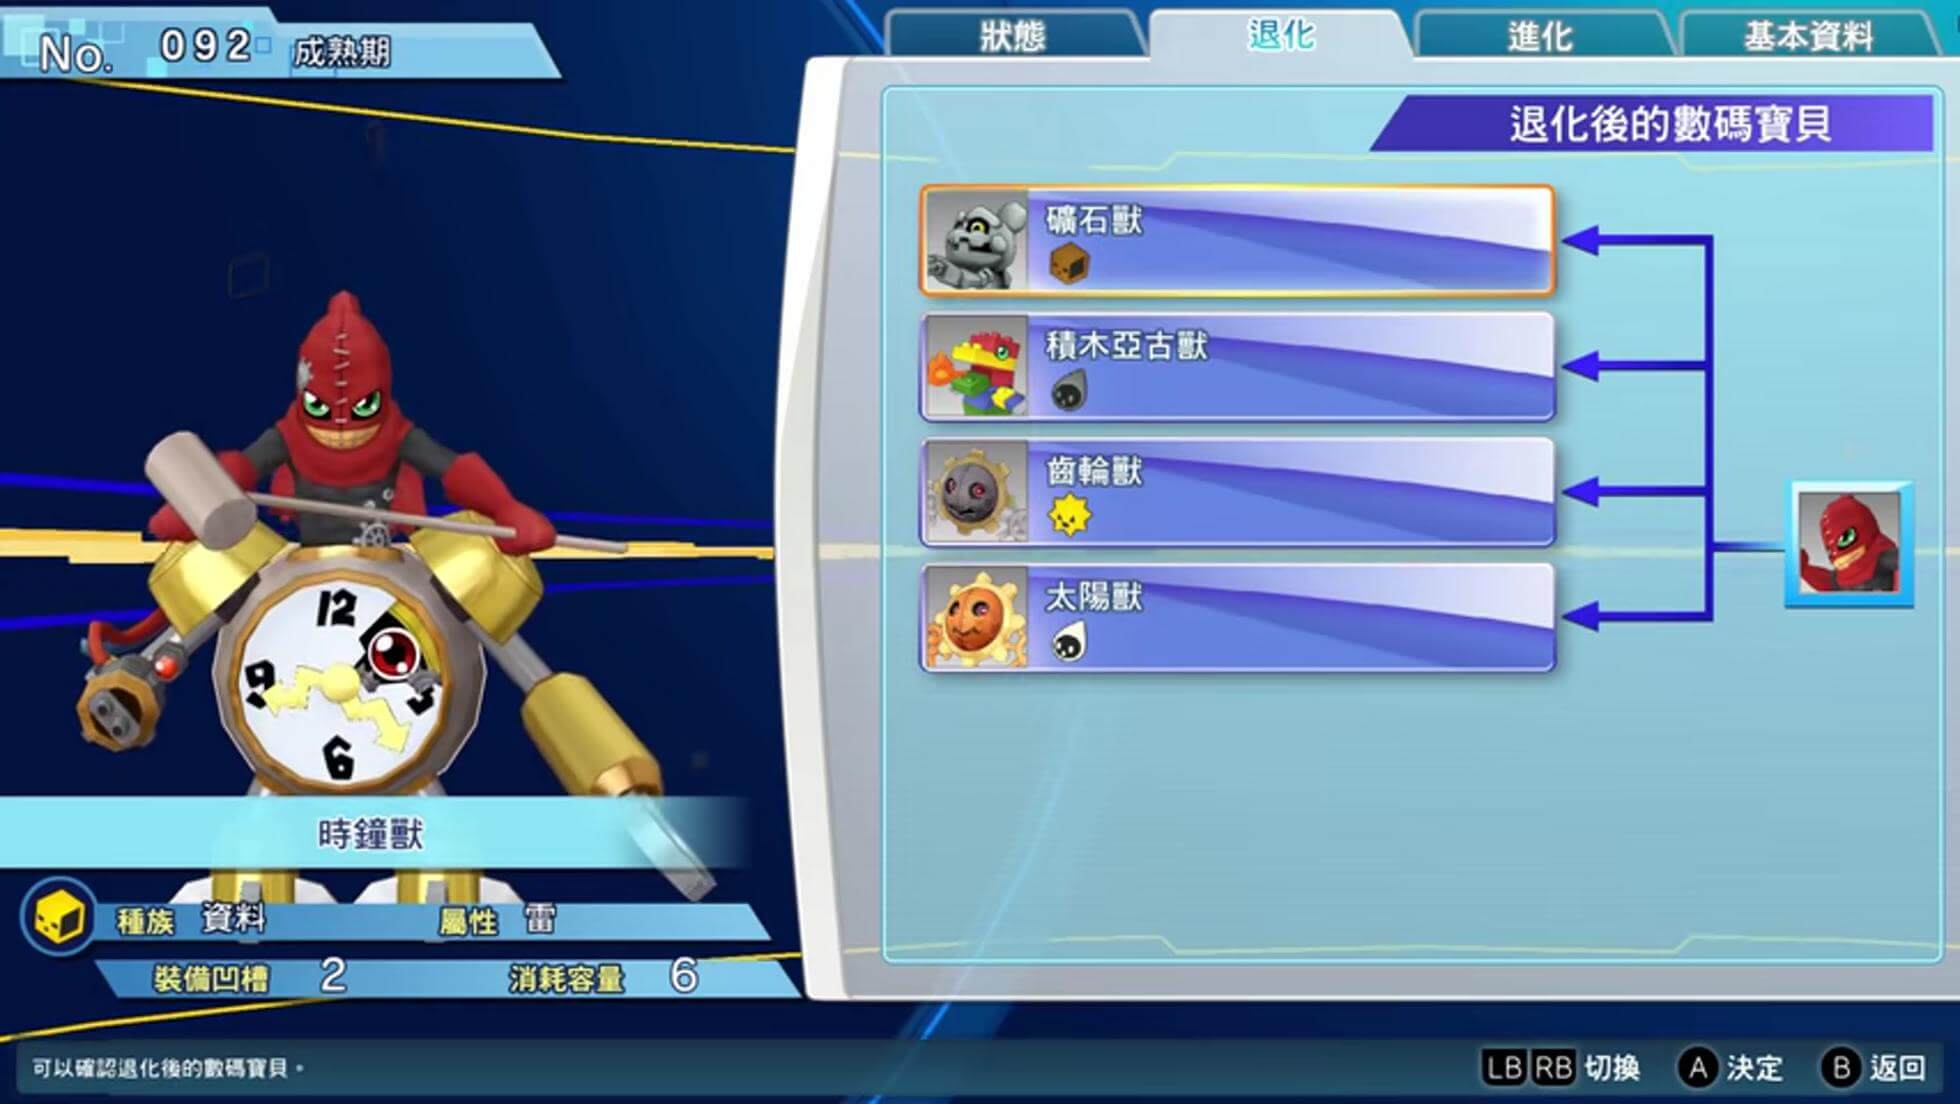 No. 092 成熟期
狀態 退化 進化 基本資料
退化後的數碼寶貝
礦石獸
積木亞古獸
齒輪獸
太陽獸
12
9 3
6
時鐘獸
種族 資料 屬性 雷
裝備凹槽 2 消耗容量 6
可以確認退化後的數碼寶貝。
LB RB 切換 A 決定 B 返回